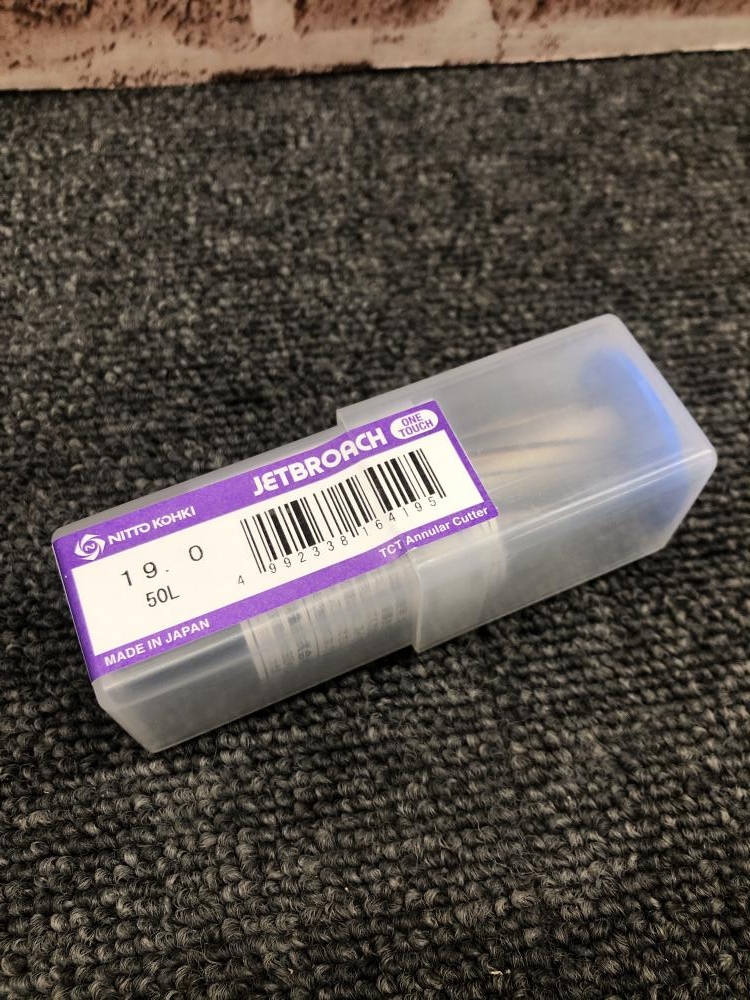 NITTO KOHKI
JETBROACH
ONE
TOUCH
19.0
50L
4 992338 164195
TCT Annular Cutter
MADE IN JAPAN